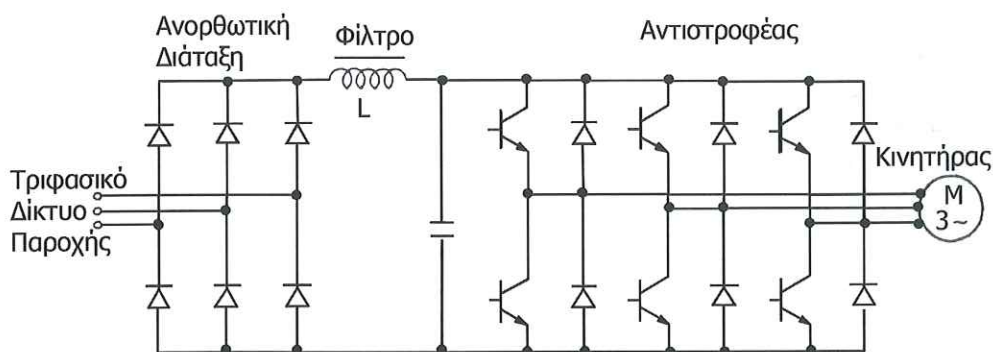 Ανορθωτική
Διάταξη
Φίλτρο
L
Αντιστροφέας
Τριφασικό
Δίκτυο
Παροχής
Κινητήρας
M
3~